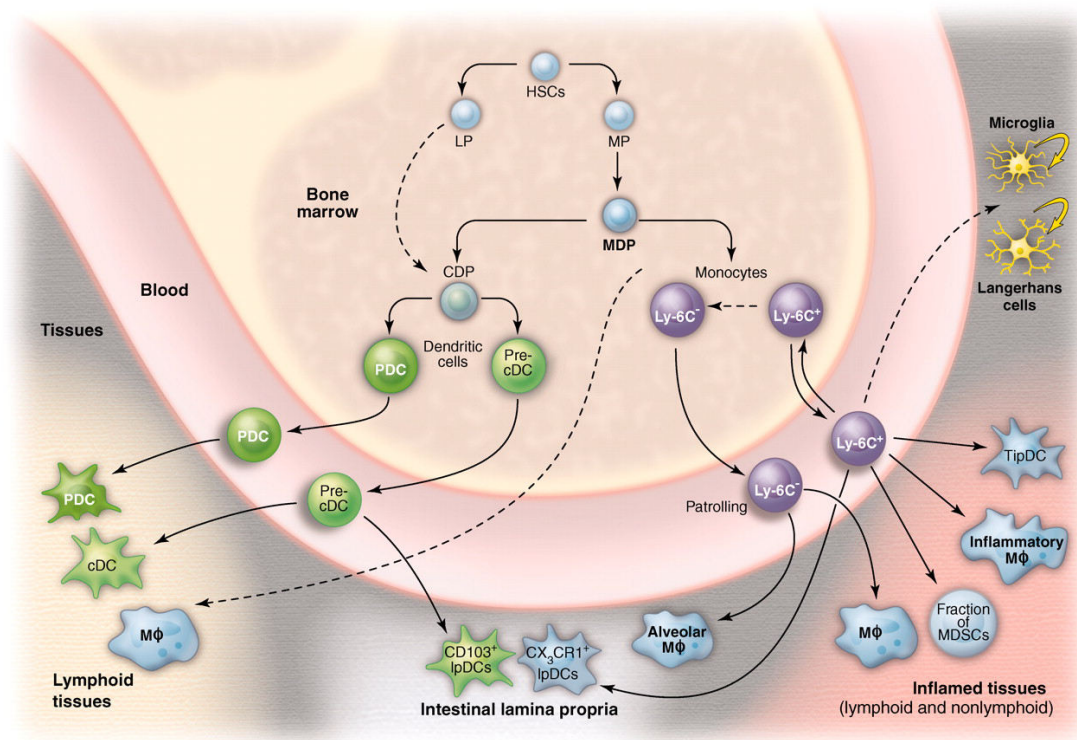 HSCs
LP
MP
Bone
marrow
MDP
Microglia
Langerhans
cells
CDP
Monocytes
Blood
Tissues
Ly-6C⁻
Ly-6C⁺
Dendritic
cells
PDC
Pre-
cDC
PDC
Ly-6C⁺
TipDC
PDC
Pre-
cDC
Patrolling
Ly-6C⁻
Inflammatory
MΦ
cDC
MΦ
CD103⁺
lpDCs
CX₃CR1⁺
lpDCs
Alveolar
MΦ
MΦ
Fraction
of
MDSCs
Lymphoid
tissues
Intestinal lamina propria
Inflamed tissues
(lymphoid and nonlymphoid)